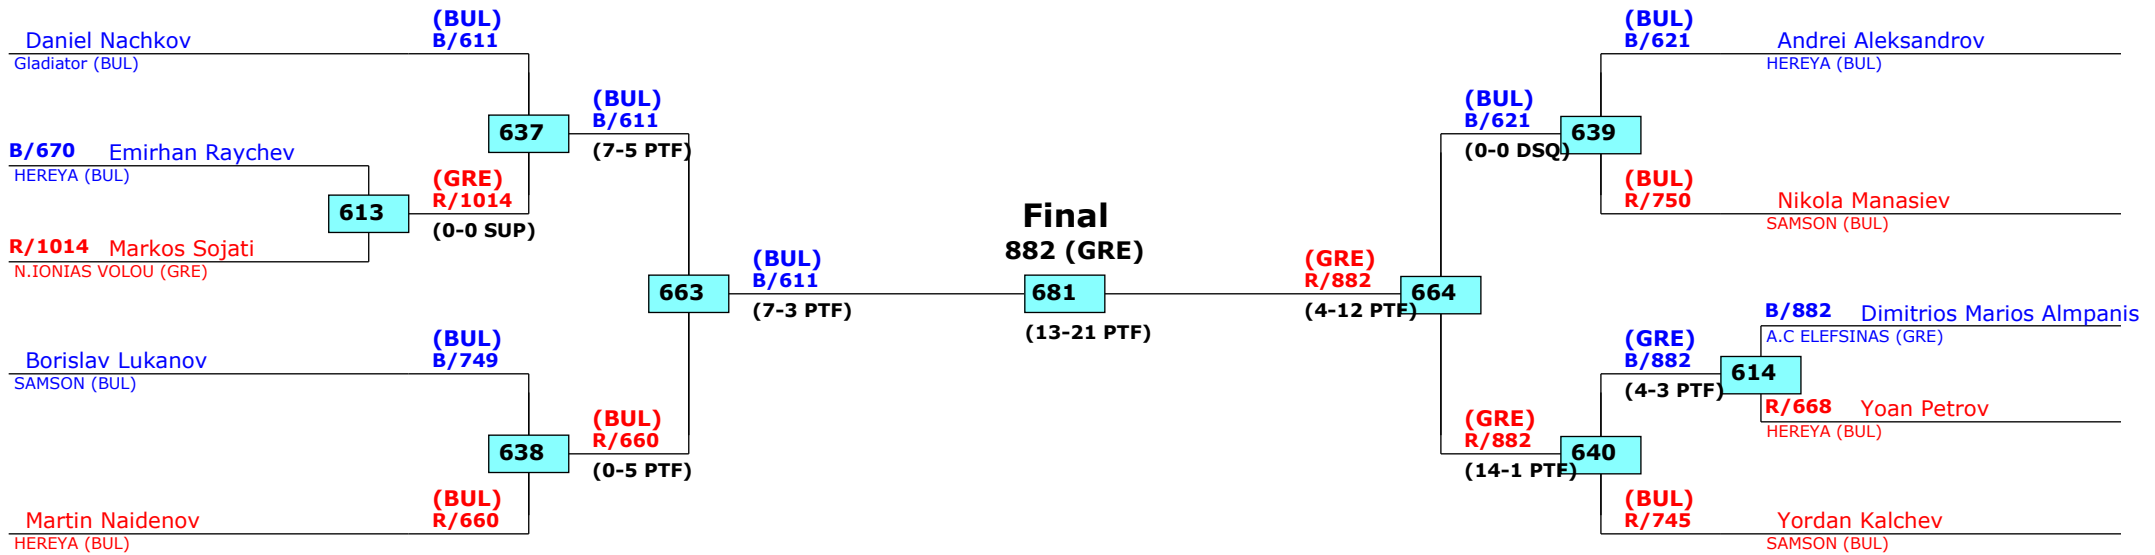 (BUL)
B/611
Daniel Nachkov
Gladiator (BUL)
B/670 Emirhan Raychev
HEREYA (BUL)
613
R/1014 Markos Sojati
N.IONIAS VOLOU (GRE)
(GRE)
R/1014
(0-0 SUP)
637
(BUL)
B/611
(7-5 PTF)
(BUL)
B/749
Borislav Lukanov
SAMSON (BUL)
638
(BUL)
R/660
Martin Naidenov
HEREYA (BUL)
(BUL)
R/660
(0-5 PTF)
663
(BUL)
B/611
(7-3 PTF)
Final
882 (GRE)
681
(13-21 PTF)
(GRE)
R/882
(4-12 PTF)
664
(BUL)
B/621
(0-0 DSQ)
639
(BUL)
B/621
Andrei Aleksandrov
HEREYA (BUL)
(BUL)
R/750
Nikola Manasiev
SAMSON (BUL)
(GRE)
R/882
(14-1 PTF)
640
(GRE)
B/882
(4-3 PTF)
614
B/882 Dimitrios Marios Almpanis
A.C ELEFSINAS (GRE)
R/668 Yoan Petrov
HEREYA (BUL)
(BUL)
R/745
Yordan Kalchev
SAMSON (BUL)